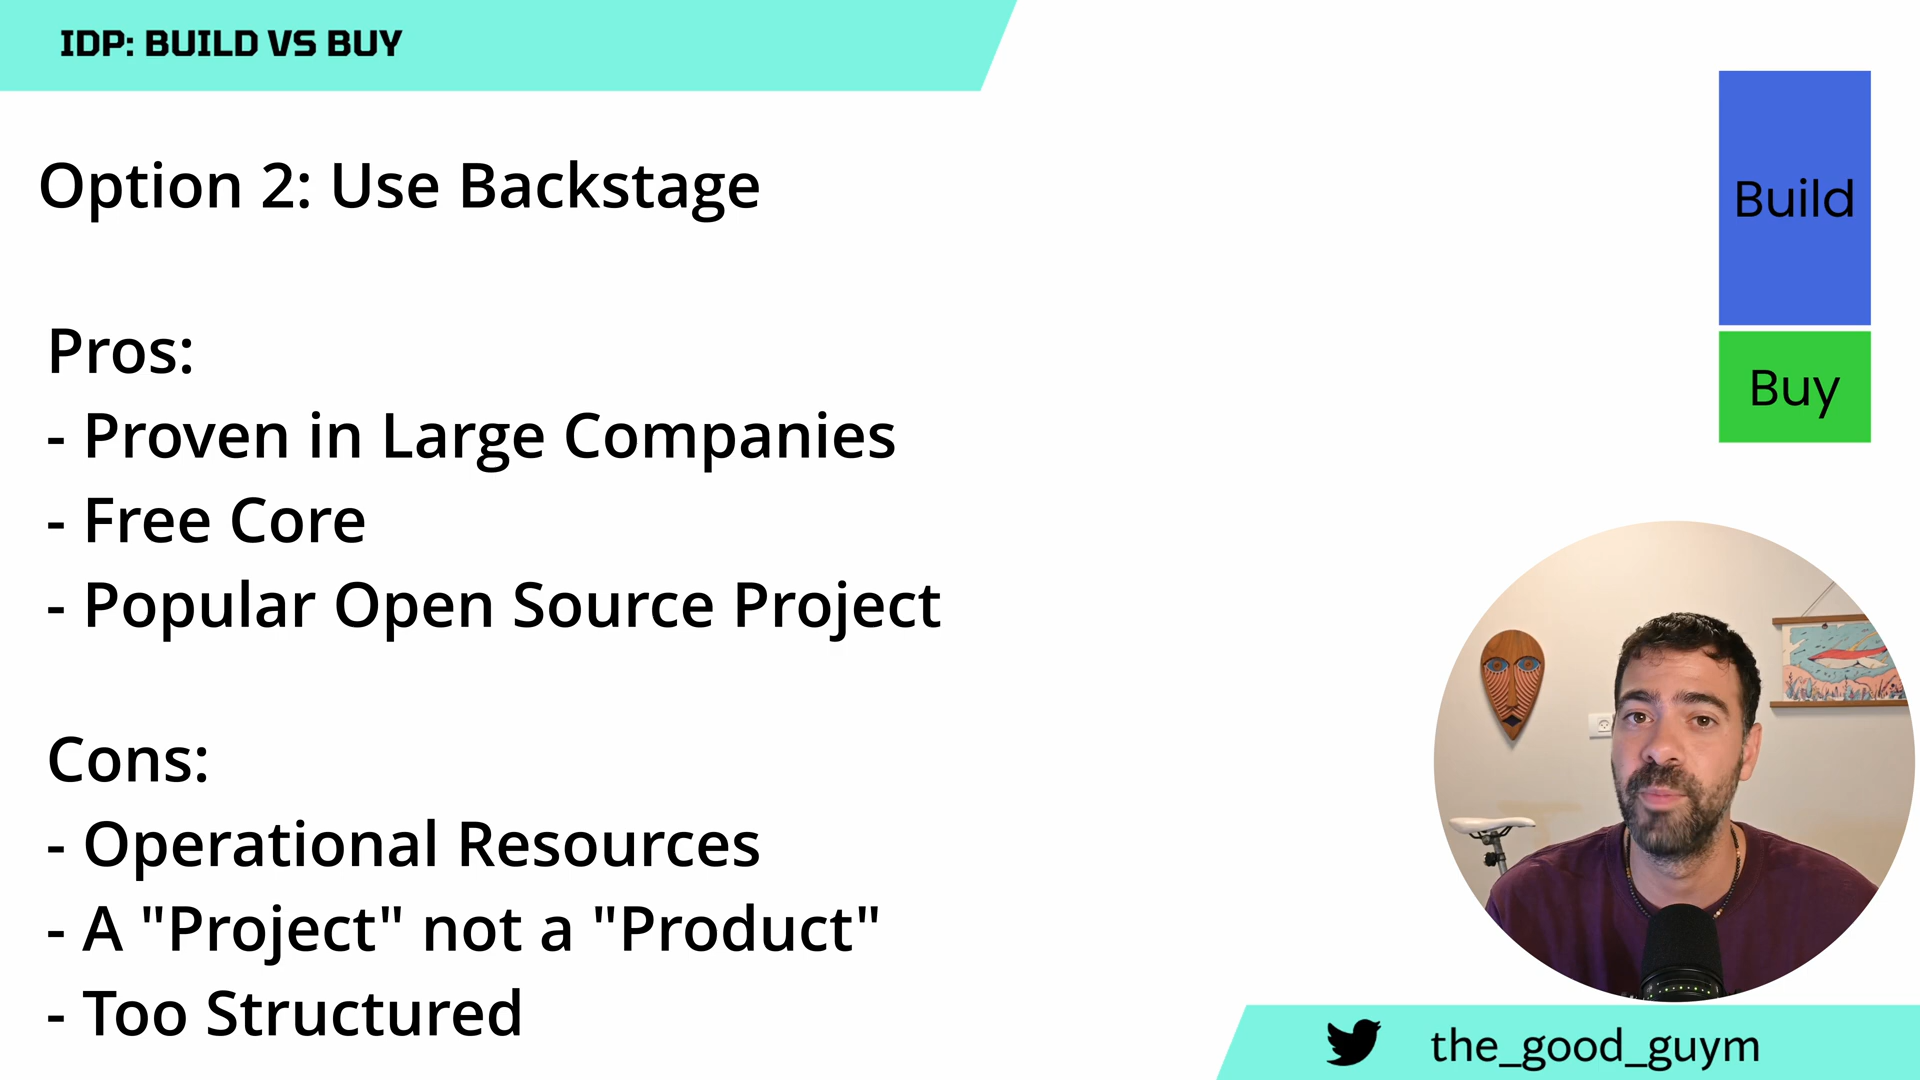 IDP: BUILD VS BUY
Option 2: Use Backstage
Pros:
- Proven in Large Companies
- Free Core
- Popular Open Source Project
Cons:
- Operational Resources
- A "Project" not a "Product"
- Too Structured
Build
Buy
the_good_guym